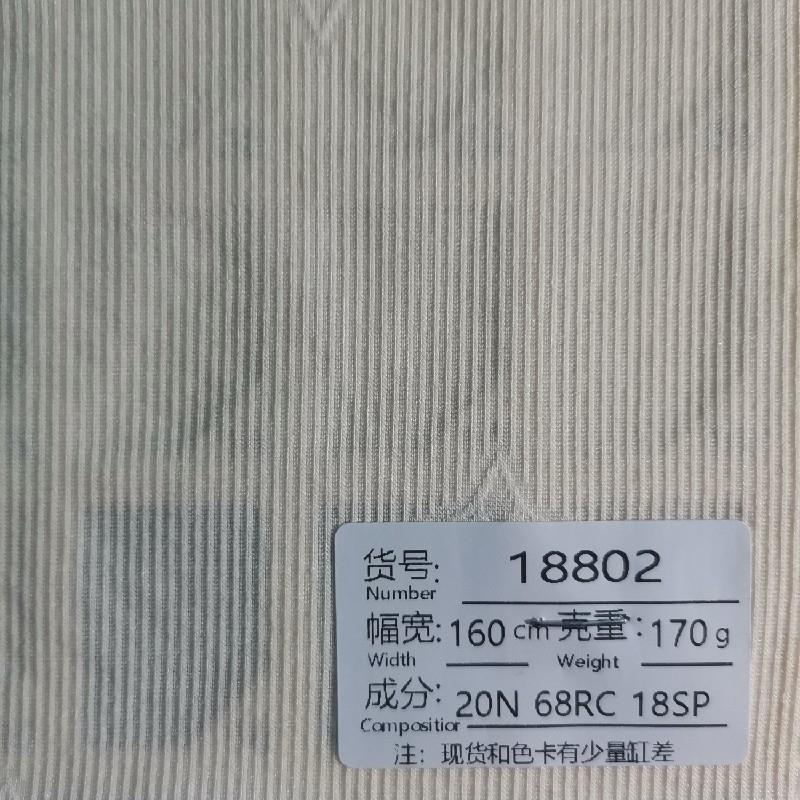 货号: 18802
Number
幅宽: 160 cm 克重: 170 g
Width Weight
成分: 20N 68RC 18SP
Composition
注: 现货和色卡有少量缸差